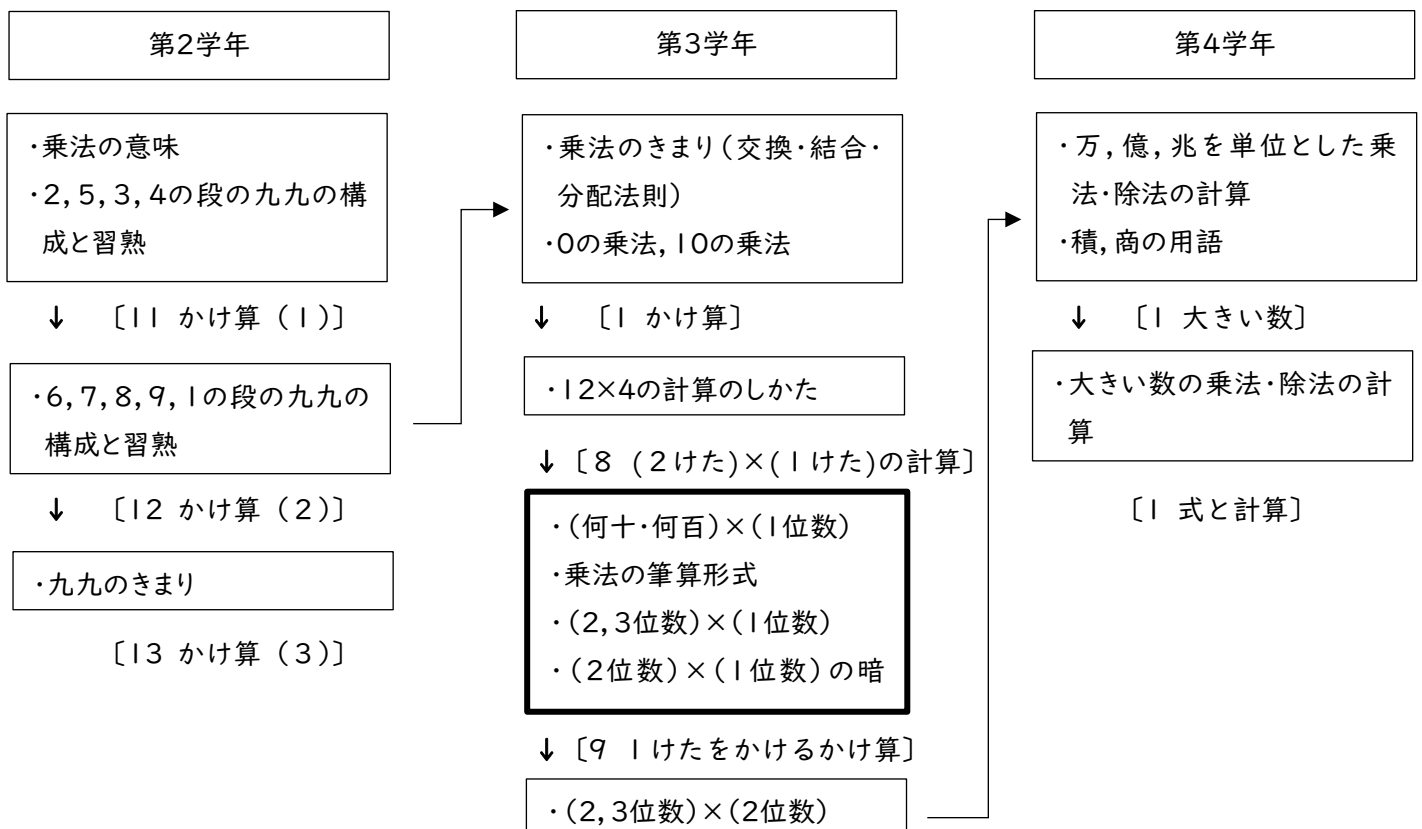 第2学年
・乗法の意味
・2,5,3,4の段の九九の構
成と習熟
↓ 〔11 かけ算（1）〕
・6,7,8,9,1の段の九九の
構成と習熟
↓ 〔12 かけ算（2）〕
・九九のきまり
〔13 かけ算（3）〕
第3学年
・乗法のきまり（交換・結合・
分配法則）
・0の乗法,10の乗法
↓ 〔1 かけ算〕
・12×4の計算のしかた
↓〔8 (2けた)×(1けた)の計算〕
・(何十・何百)×(1位数)
・乗法の筆算形式
・(2,3位数)×(1位数)
・(2位数)×(1位数)の暗
↓〔9 1けたをかけるかけ算〕
・(2,3位数)×(2位数)
第4学年
・万,億,兆を単位とした乗
法・除法の計算
・積,商の用語
↓ 〔1 大きい数〕
・大きい数の乗法・除法の計
算
〔1 式と計算〕